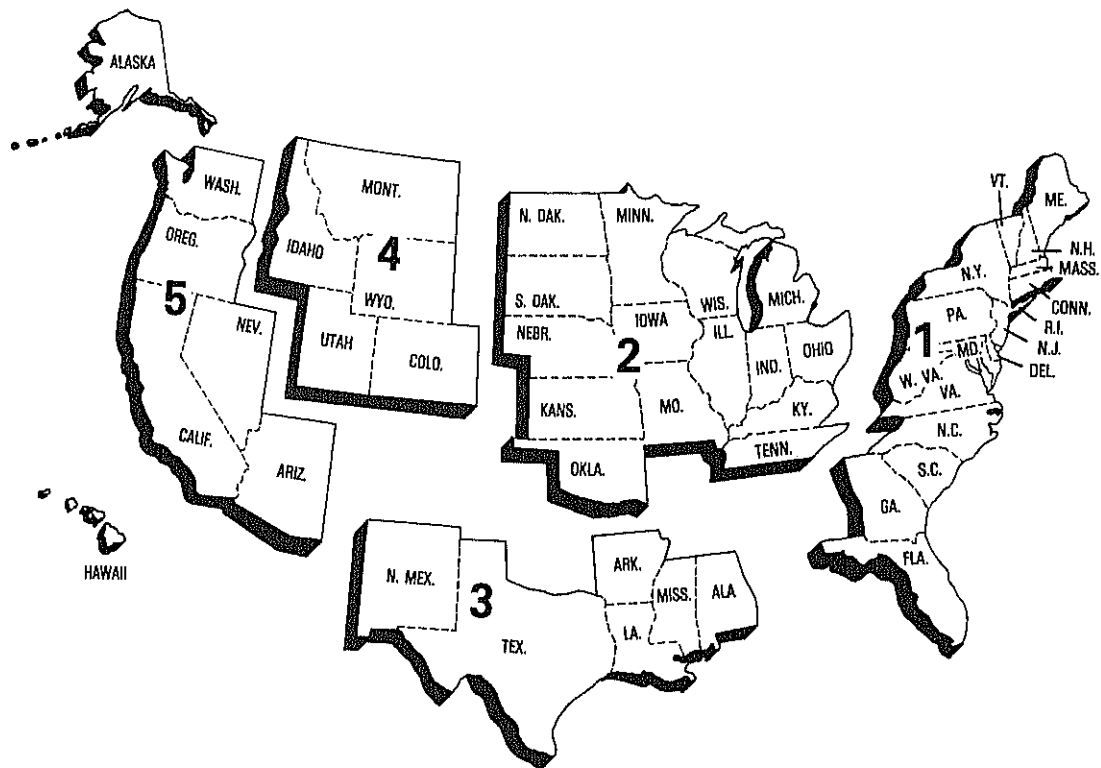 ALASKA
WASH.
OREG.
5
NEV.
CALIF.
ARIZ.
HAWAII
MONT.
IDAHO
4
WYO.
UTAH
COLO.
N. DAK.
MINN.
S. DAK.
WIS.
MICH.
NEBR.
IOWA
ILL.
2
IND.
OHIO
KANS.
MO.
KY.
TENN.
OKLA.
N. MEX.
3
TEX.
ARK.
MISS.
ALA
LA.
VT.
ME.
N.H.
MASS.
N.Y.
CONN.
PA.
R.I.
1
N.J.
MD.
DEL.
W. VA.
VA.
N.C.
S.C.
GA.
FLA.